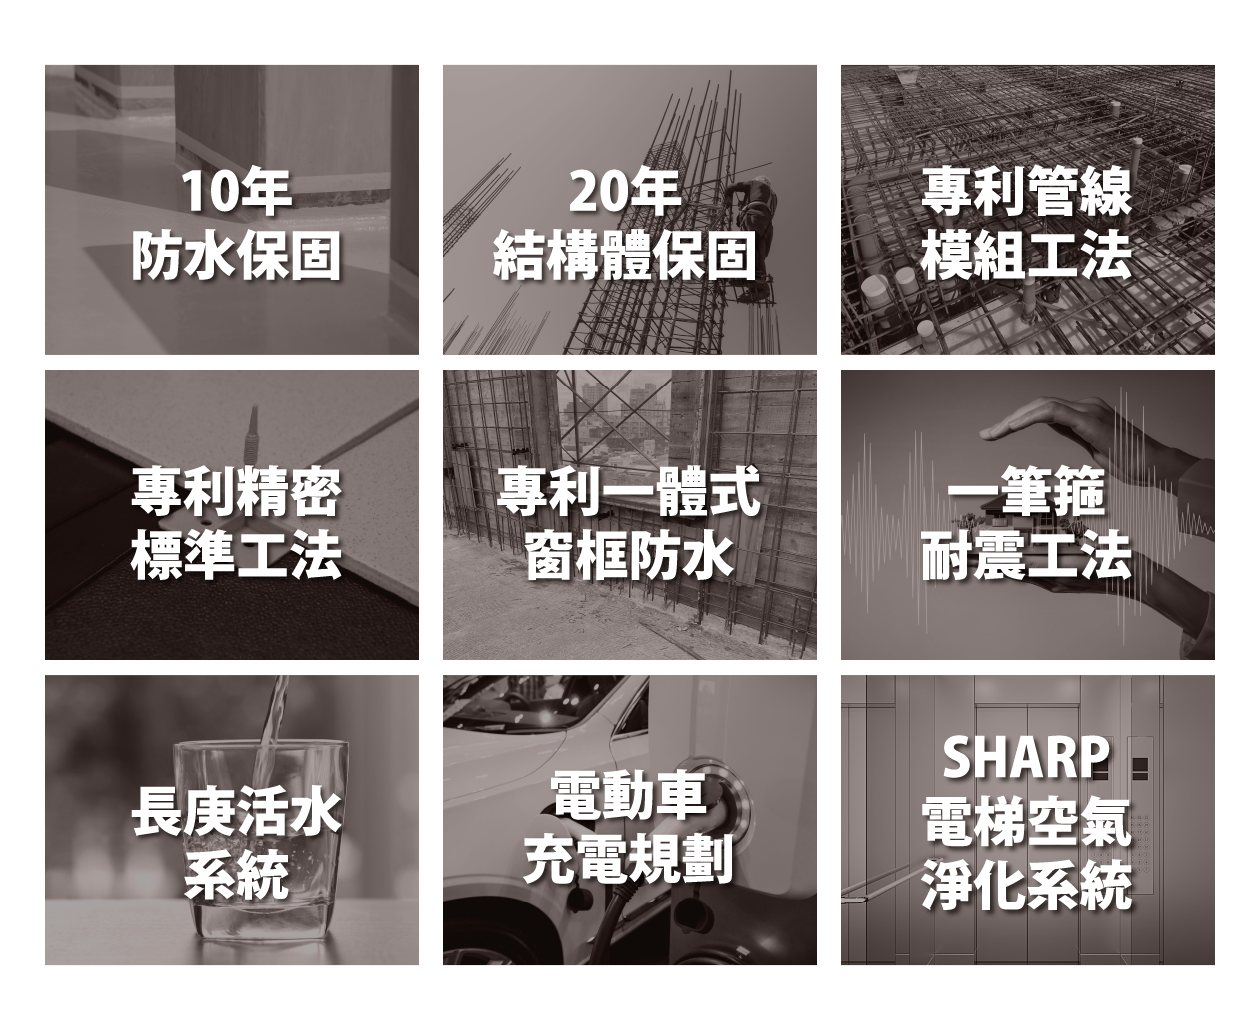 10年
防水保固
20年
結構體保固
專利管線
模組工法
專利精密
標準工法
專利一體式
窗框防水
一筆箍
耐震工法
長庚活水
系統
電動車
充電規劃
SHARP
電梯空氣
淨化系統